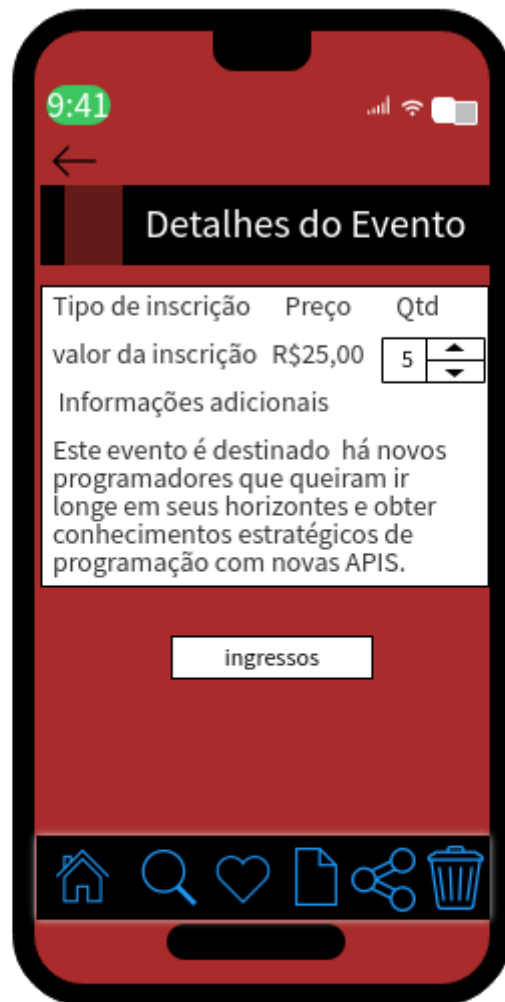 9:41
Detalhes do Evento
Tipo de inscrição Preço Qtd
valor da inscrição R$25,00 5
Informações adicionais
Este evento é destinado há novos
programadores que queiram ir
longe em seus horizontes e obter
conhecimentos estratégicos de
programação com novas APIS.
ingressos